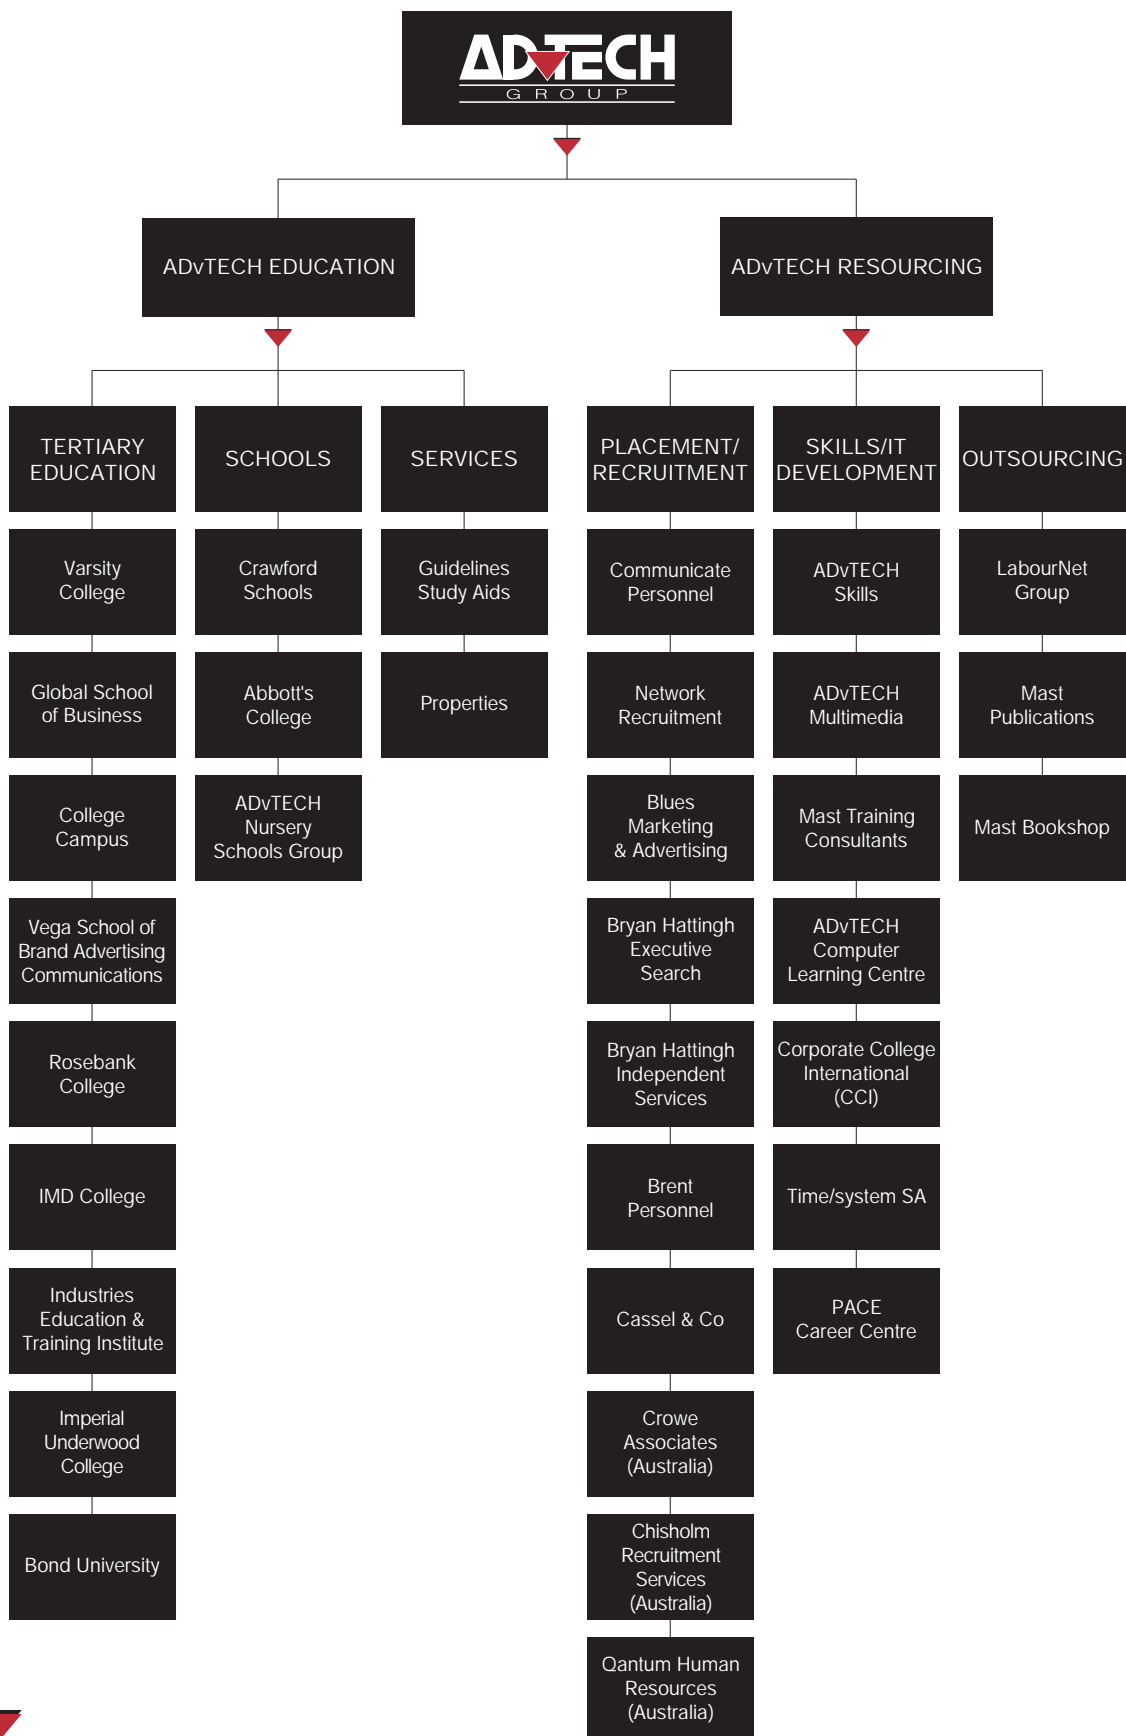 ADvTECH
GROUP
ADvTECH EDUCATION
ADvTECH RESOURCING
TERTIARY
EDUCATION
SCHOOLS
SERVICES
PLACEMENT/
RECRUITMENT
SKILLS/IT
DEVELOPMENT
OUTSOURCING
Varsity
College
Crawford
Schools
Guidelines
Study Aids
Communicate
Personnel
ADvTECH
Skills
LabourNet
Group
Global School
of Business
Abbott's
College
Properties
Network
Recruitment
ADvTECH
Multimedia
Mast
Publications
College
Campus
ADvTECH
Nursery
Schools Group
Blues
Marketing
& Advertising
Mast Training
Consultants
Mast Bookshop
Vega School of
Brand Advertising
Communications
Bryan Hattingh
Executive
Search
ADvTECH
Computer
Learning Centre
Rosebank
College
Bryan Hattingh
Independent
Services
Corporate College
International
(CCI)
IMD College
Brent
Personnel
Time/system SA
Industries
Education &
Training Institute
Cassel & Co
PACE
Career Centre
Imperial
Underwood
College
Crowe
Associates
(Australia)
Bond University
Chisholm
Recruitment
Services
(Australia)
Qantum Human
Resources
(Australia)